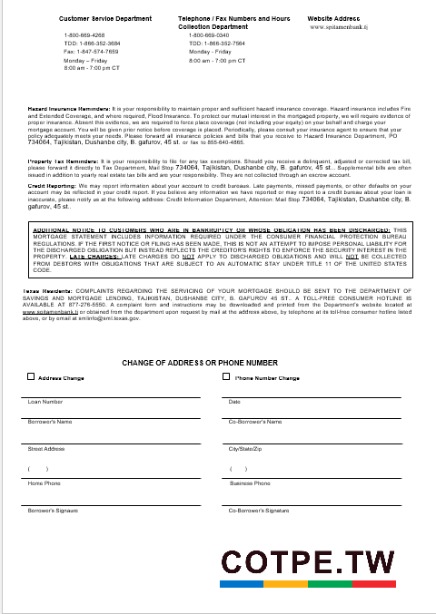 Customer Service Department
1-800-669-4268
TDD: 1-866-352-3684
Fax: 1-847-574-7659
Monday – Friday
8:00 am - 7:00 pm CT
Telephone / Fax Numbers and Hours
Collection Department
1-800-669-0340
TDD: 1-866-352-7564
Monday - Friday
8:00 am - 7:00 pm CT
Website Address
www.spitamenbank.tj
Hazard Insurance Reminders: It is your responsibility to maintain proper and sufficient hazard insurance coverage. Hazard insurance includes Fire
and Extended Coverage, and where required, Flood Insurance. To protect our mutual interest in the mortgaged property, we will require evidence of
proper insurance. Absent this evidence, we are required to force place coverage (not including your equity) on your behalf and charge your
mortgage account. You will be given prior notice before coverage is placed. Periodically, please consult your insurance agent to ensure that your
policy adequately meets your needs. Please forward all insurance policies and bills that you receive to Hazard Insurance Department, PO
734064, Tajikistan, Dushanbe city, B. gafurov, 45 st. or fax to 855-640-4865.
Property Tax Reminders: It is your responsibility to file for any tax exemptions. Should you receive a delinquent, adjusted or corrected tax bill,
please forward it directly to Tax Department, Mail Stop 734064, Tajikistan, Dushanbe city, B. gafurov, 45 st.. Supplemental bills are often
issued in addition to yearly real estate tax bills and are your responsibility. They are not collected through an escrow account.
Credit Reporting: We may report information about your account to credit bureaus. Late payments, missed payments, or other defaults on your
account may be reflected in your credit report. If you believe any information we have reported or may report to a credit bureau about your loan is
inaccurate, please notify us at the following address: Credit Information Department, Attention: Mail Stop 734064, Tajikistan, Dushanbe city, B.
gafurov, 45 st.
ADDITIONAL NOTICE TO CUSTOMERS WHO ARE IN BANKRUPTCY OR WHOSE OBLIGATION HAS BEEN DISCHARGED: THIS
MORTGAGE STATEMENT INCLUDES INFORMATION REQUIRED UNDER THE CONSUMER FINANCIAL PROTECTION BUREAU
REGULATIONS. IF THE FIRST NOTICE OR FILING HAS BEEN MADE, THIS IS NOT AN ATTEMPT TO IMPOSE PERSONAL LIABILITY FOR
THE DISCHARGED OBLIGATION BUT INSTEAD REFLECTS THE CREDITOR'S RIGHTS TO ENFORCE THE SECURITY INTEREST IN THE
PROPERTY. LATE CHARGES: LATE CHARGES DO NOT APPLY TO DISCHARGED OBLIGATIONS AND WILL NOT BE COLLECTED
FROM DEBTORS WITH OBLIGATIONS THAT ARE SUBJECT TO AN AUTOMATIC STAY UNDER TITLE 11 OF THE UNITED STATES
CODE.
Texas Residents: COMPLAINTS REGARDING THE SERVICING OF YOUR MORTGAGE SHOULD BE SENT TO THE DEPARTMENT OF
SAVINGS AND MORTGAGE LENDING, TAJIKISTAN, DUSHANBE CITY, B. GAFUROV 45 ST.. A TOLL-FREE CONSUMER HOTLINE IS
AVAILABLE AT 877-276-5550. A complaint form and instructions may be downloaded and printed from the Department's website located at
www.spitamenbank.tj or obtained from the department upon request by mail at the address above, by telephone at its toll-free consumer hotline listed
above, or by email at smlinfo@sml.texas.gov.
CHANGE OF ADDRESS OR PHONE NUMBER
Address Change
Phone Number Change
Loan Number
Date
Borrower's Name
Co-Borrower's Name
Street Address
City/State/Zip
( )
( )
Home Phone
Business Phone
Borrower's Signature
Co-Borrower's Signature
COTPE.TW